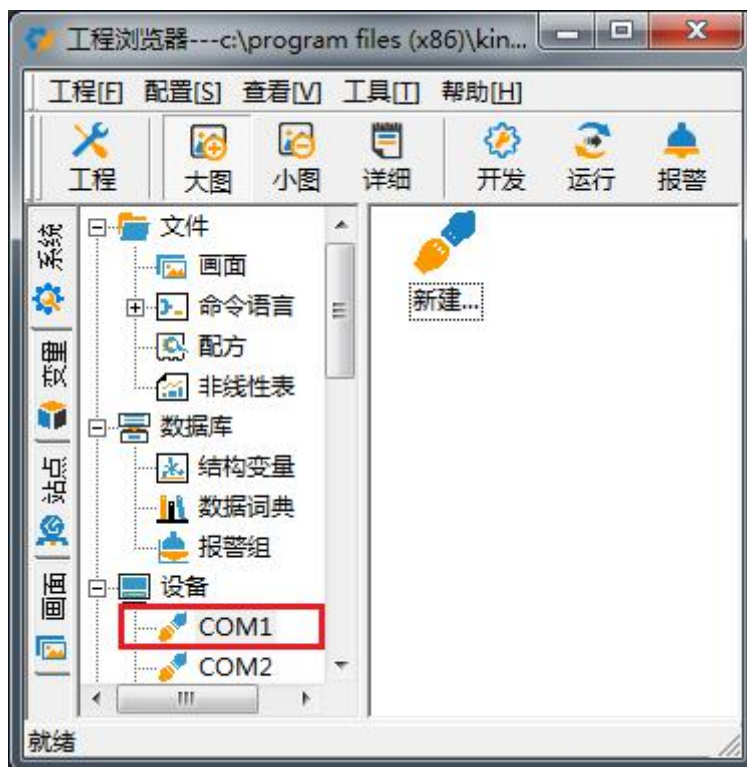 工程浏览器---c:\program files (x86)\kin...
工程[F] 配置[S] 查看[V] 工具[T] 帮助[H]
工程 大图 小图 详细 开发 运行 报警
系统
变量
站点
画面
文件
画面
命令语言
配方
非线性表
数据库
结构变量
数据词典
报警组
设备
COM1
COM2
新建...
就绪